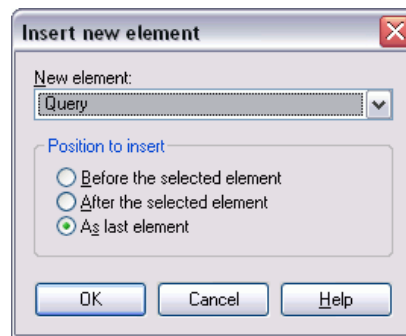 Insert new element
New element:
Query
Position to insert
Before the selected element
After the selected element
As last element
OK Cancel Help